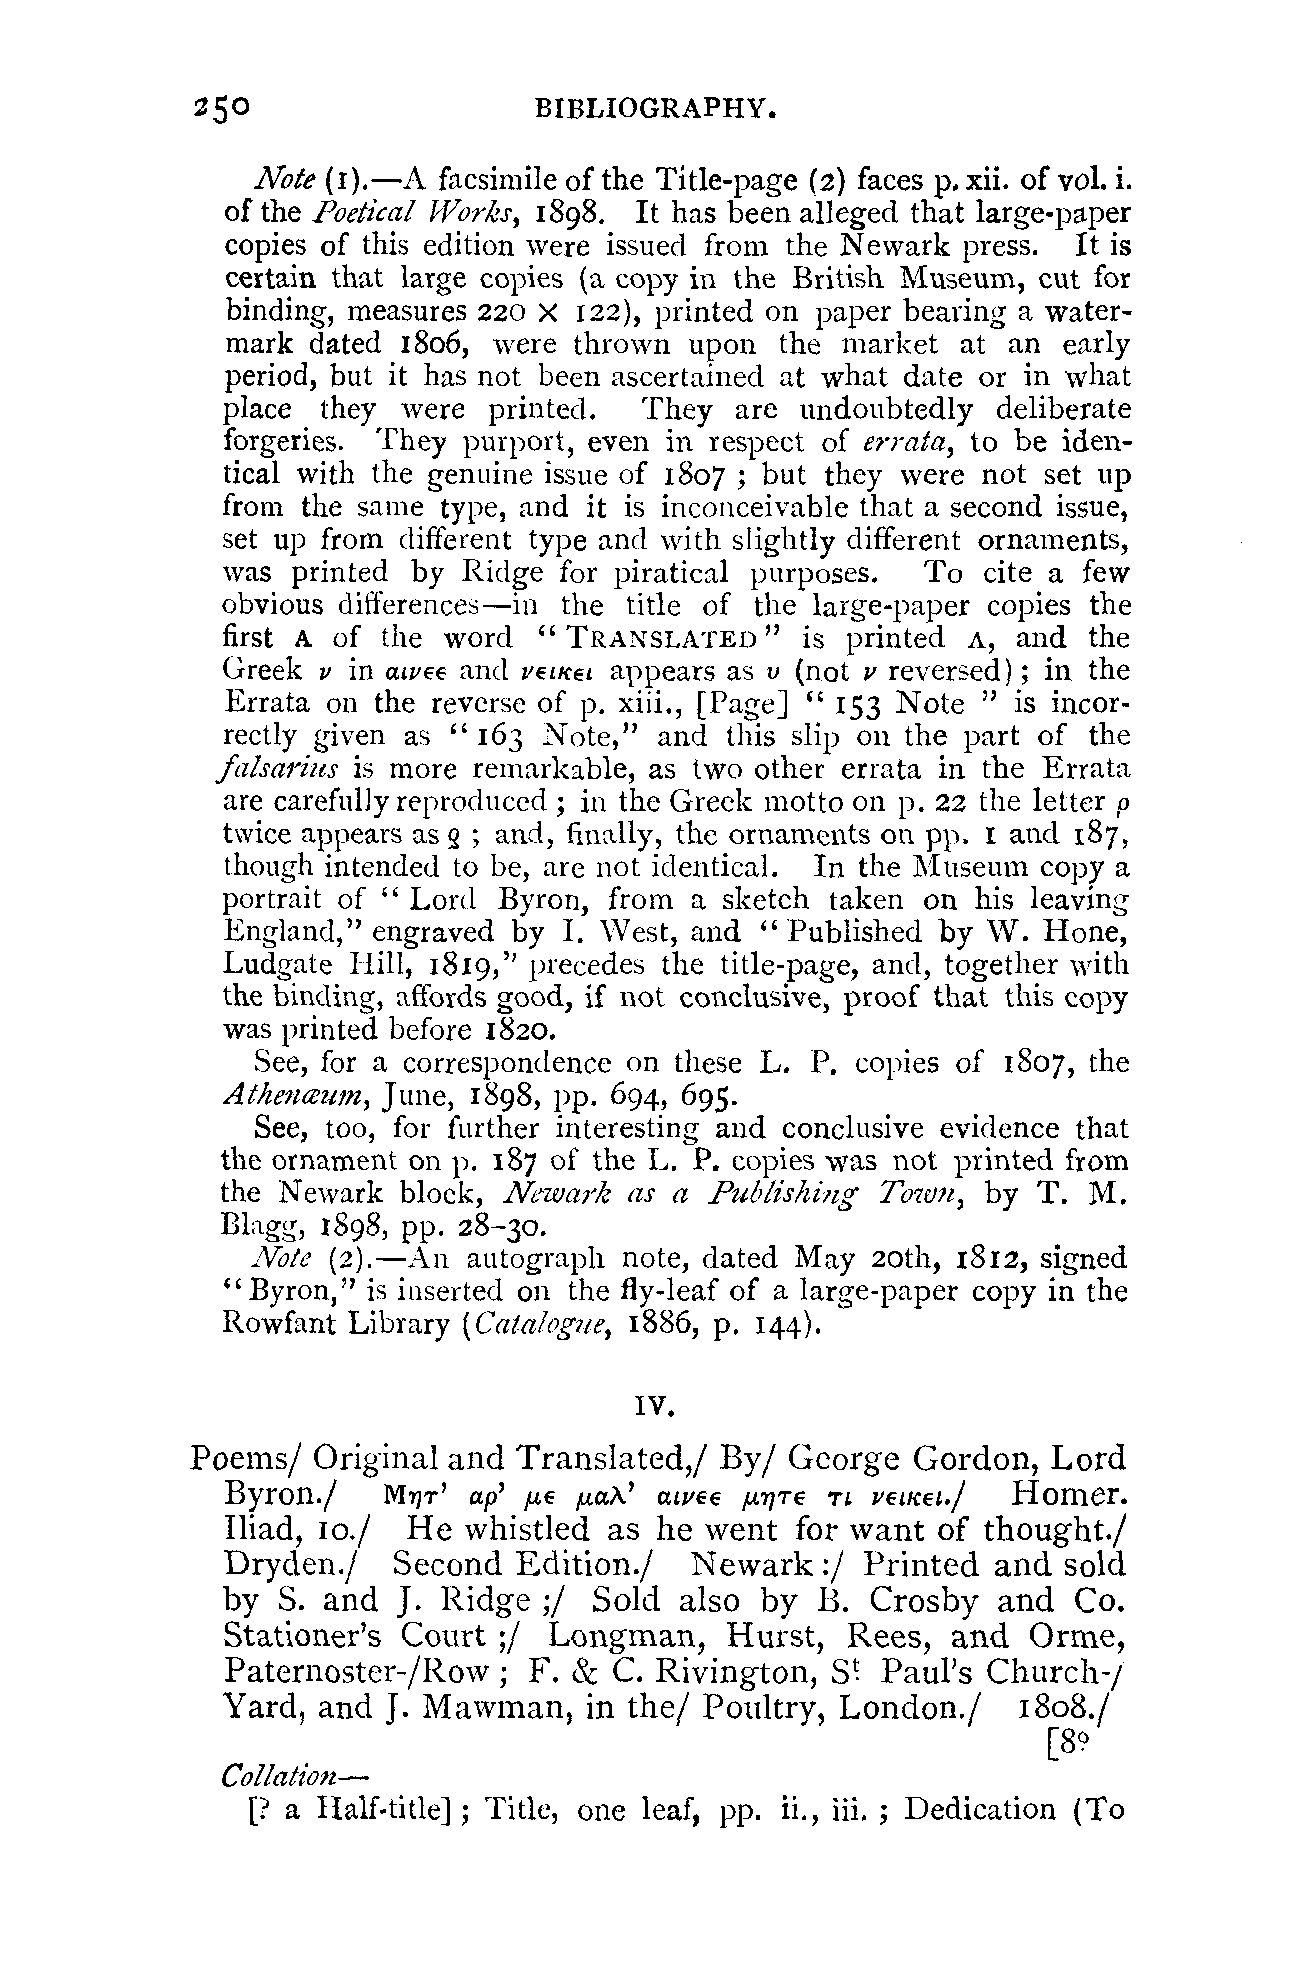 250 BIBLIOGRAPHY.
Note (1).—A facsimile of the Title-page (2) faces p. xii. of vol. i.
of the Poetical Works, 1898. It has been alleged that large-paper
copies of this edition were issued from the Newark press. It is
certain that large copies (a copy in the British Museum, cut for
binding, measures 220 × 122), printed on paper bearing a water-
mark dated 1806, were thrown upon the market at an early
period, but it has not been ascertained at what date or in what
place they were printed. They are undoubtedly deliberate
forgeries. They purport, even in respect of errata, to be iden-
tical with the genuine issue of 1807 ; but they were not set up
from the same type, and it is inconceivable that a second issue,
set up from different type and with slightly different ornaments,
was printed by Ridge for piratical purposes. To cite a few
obvious differences—in the title of the large-paper copies the
first A of the word “ TRANSLATED ” is printed Λ, and the
Greek ν in αινεε and νεικει appears as υ (not ν reversed) ; in the
Errata on the reverse of p. xiii., [Page] “ 153 Note ” is incor-
rectly given as “ 163 Note,” and this slip on the part of the
falsarius is more remarkable, as two other errata in the Errata
are carefully reproduced ; in the Greek motto on p. 22 the letter ρ
twice appears as ƍ ; and, finally, the ornaments on pp. 1 and 187,
though intended to be, are not identical. In the Museum copy a
portrait of “ Lord Byron, from a sketch taken on his leaving
England,” engraved by I. West, and “ Published by W. Hone,
Ludgate Hill, 1819,” precedes the title-page, and, together with
the binding, affords good, if not conclusive, proof that this copy
was printed before 1820.
See, for a correspondence on these L. P. copies of 1807, the
Athenæum, June, 1898, pp. 694, 695.
See, too, for further interesting and conclusive evidence that
the ornament on p. 187 of the L. P. copies was not printed from
the Newark block, Newark as a Publishing Town, by T. M.
Blagg, 1898, pp. 28–30.
Note (2).—An autograph note, dated May 20th, 1812, signed
“ Byron,” is inserted on the fly-leaf of a large-paper copy in the
Rowfant Library (Catalogue, 1886, p. 144).
IV.
Poems/ Original and Translated,/ By/ George Gordon, Lord
Byron./ Μητ’ αρ’ με μαλ’ αινεε μητε τι νεικει./ Homer.
Iliad, 10./ He whistled as he went for want of thought./
Dryden./ Second Edition./ Newark :/ Printed and sold
by S. and J. Ridge ;/ Sold also by B. Crosby and Co.
Stationer’s Court ;/ Longman, Hurst, Rees, and Orme,
Paternoster-/Row ; F. & C. Rivington, St Paul’s Church-/
Yard, and J. Mawman, in the/ Poultry, London./ 1808./
[8º
Collation—
[? a Half-title] ; Title, one leaf, pp. ii., iii. ; Dedication (To